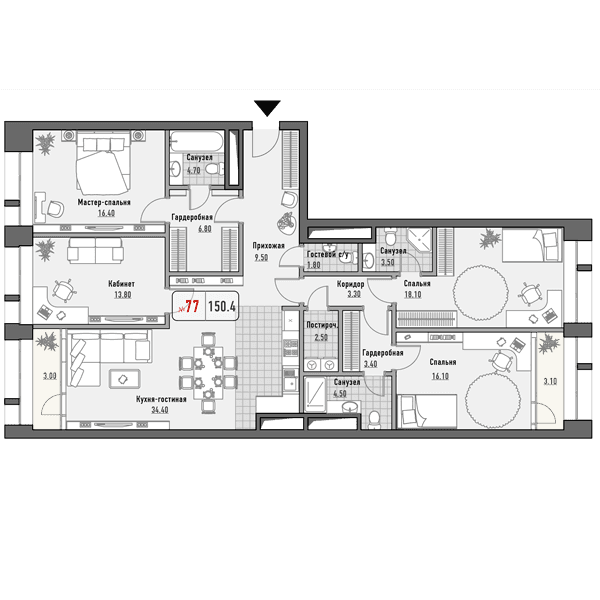 Санузел
4.70
Мастер-спальня
16.40
Гардеробная
6.80
Прихожая
9.50
Гостевой с/у
1.80
Санузел
3.50
Кабинет
13.80
Коридор
3.30
Спальня
18.10
№77 150.4
Постироч.
2.50
Гардеробная
3.40
Спальня
16.10
3.00
Кухня-гостиная
34.40
Санузел
4.50
3.10